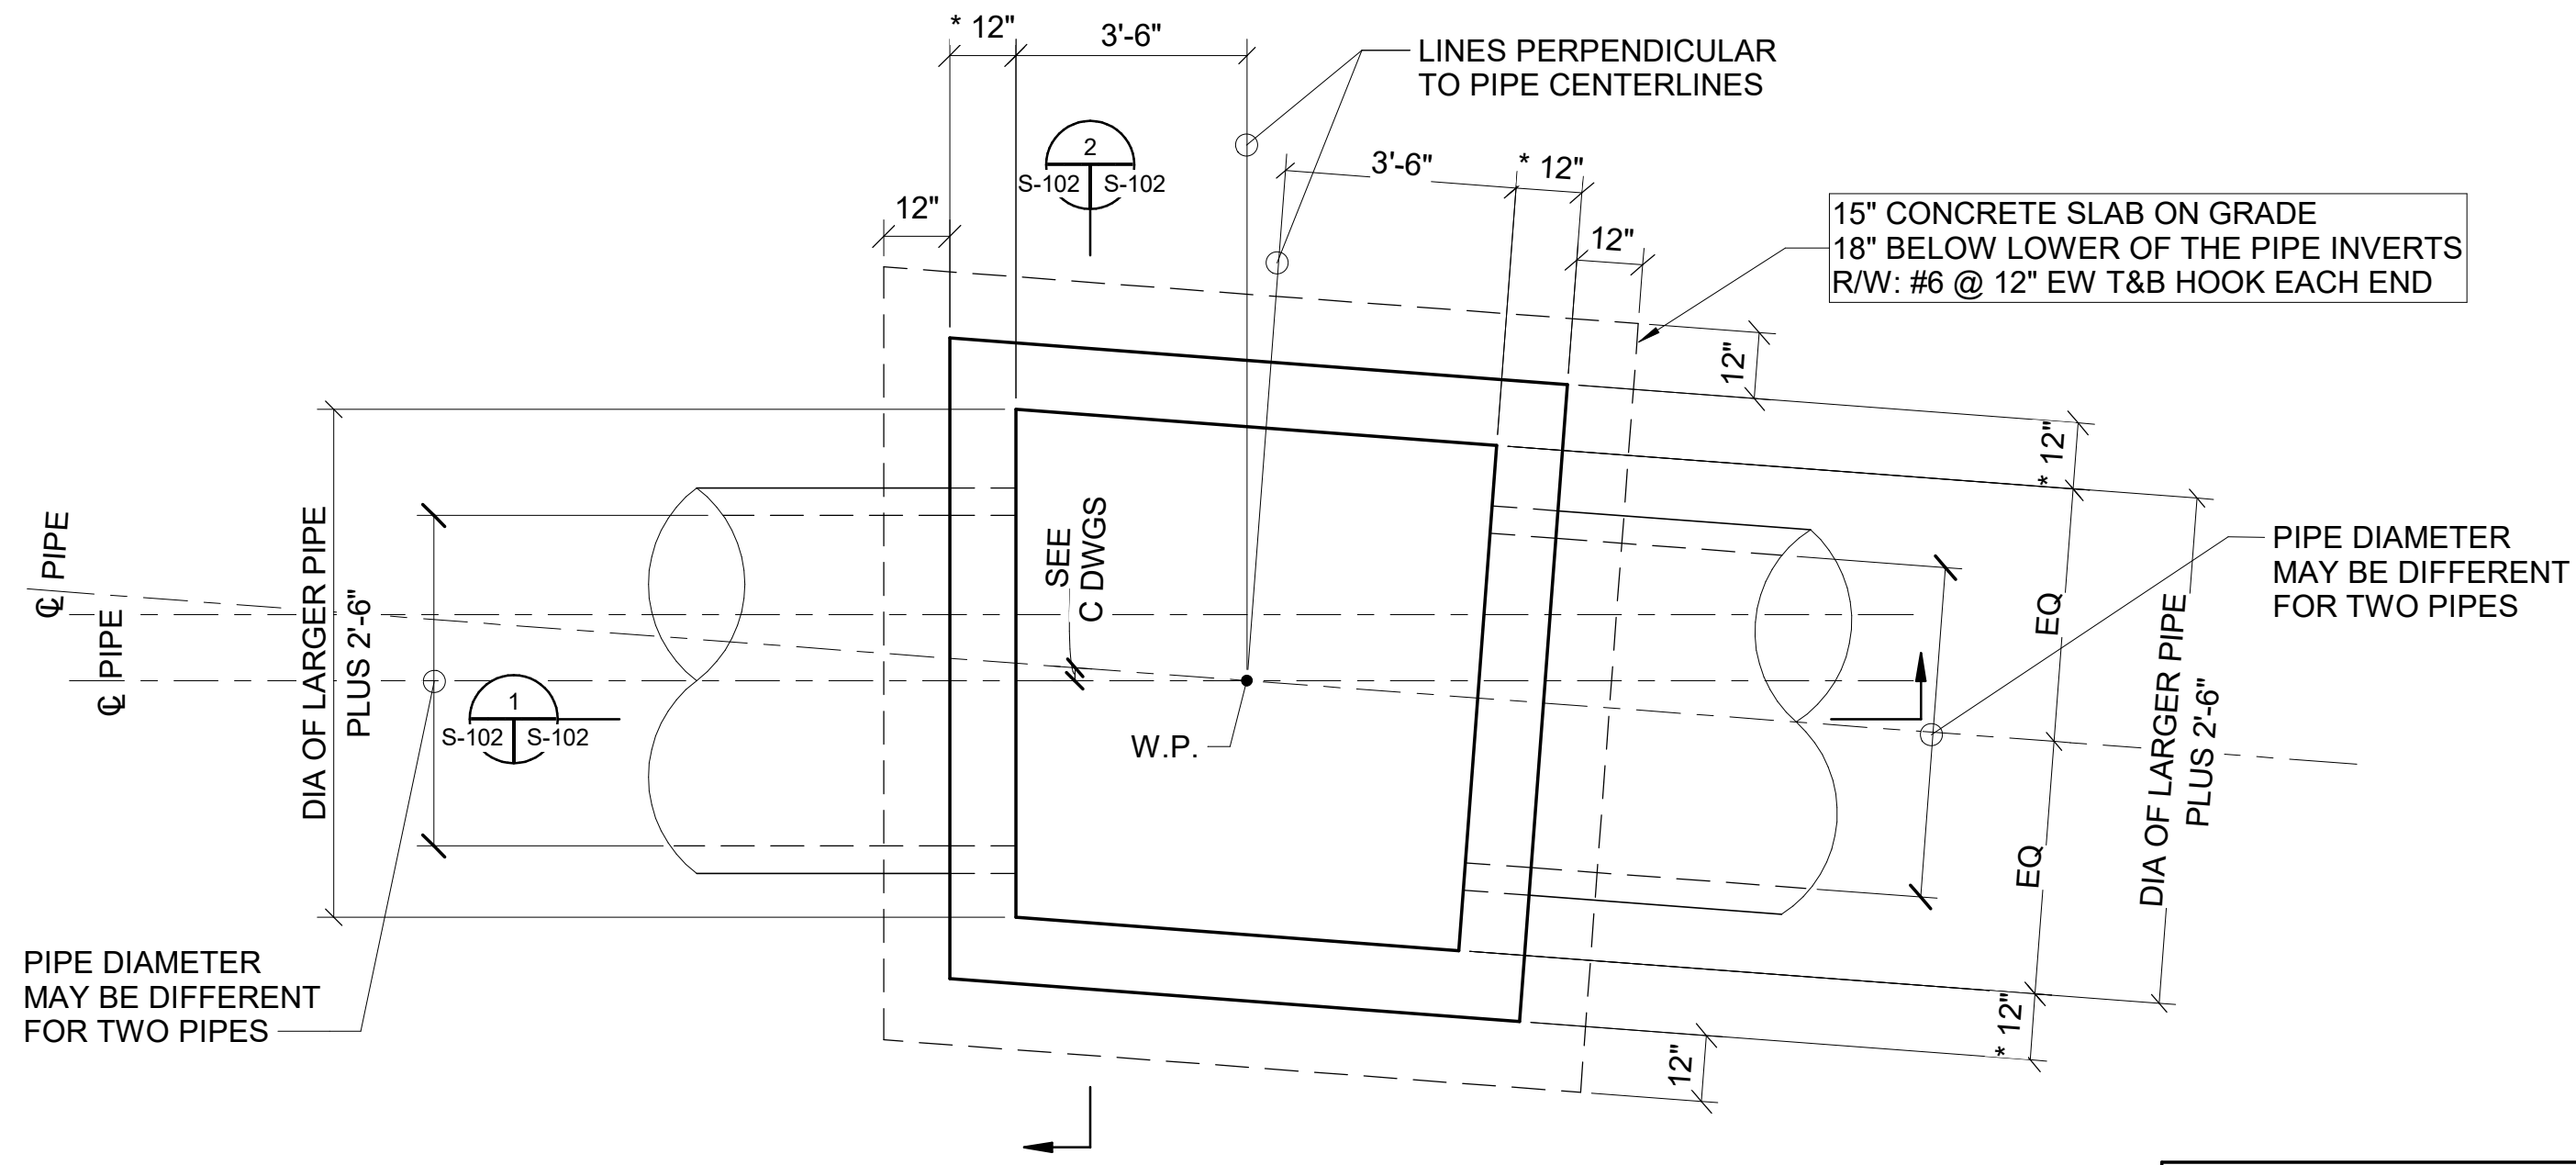 * 12"
3'-6"
LINES PERPENDICULAR
TO PIPE CENTERLINES
2
S-102 S-102
3'-6"
* 12"
12"
12"
15" CONCRETE SLAB ON GRADE
18" BELOW LOWER OF THE PIPE INVERTS
R/W: #6 @ 12" EW T&B HOOK EACH END
12"
* 12"
℄ PIPE
℄ PIPE
DIA OF LARGER PIPE
PLUS 2'-6"
SEE
C DWGS
EQ
PIPE DIAMETER
MAY BE DIFFERENT
FOR TWO PIPES
1
S-102 S-102
W.P.
DIA OF LARGER PIPE
PLUS 2'-6"
EQ
PIPE DIAMETER
MAY BE DIFFERENT
FOR TWO PIPES
* 12"
12"